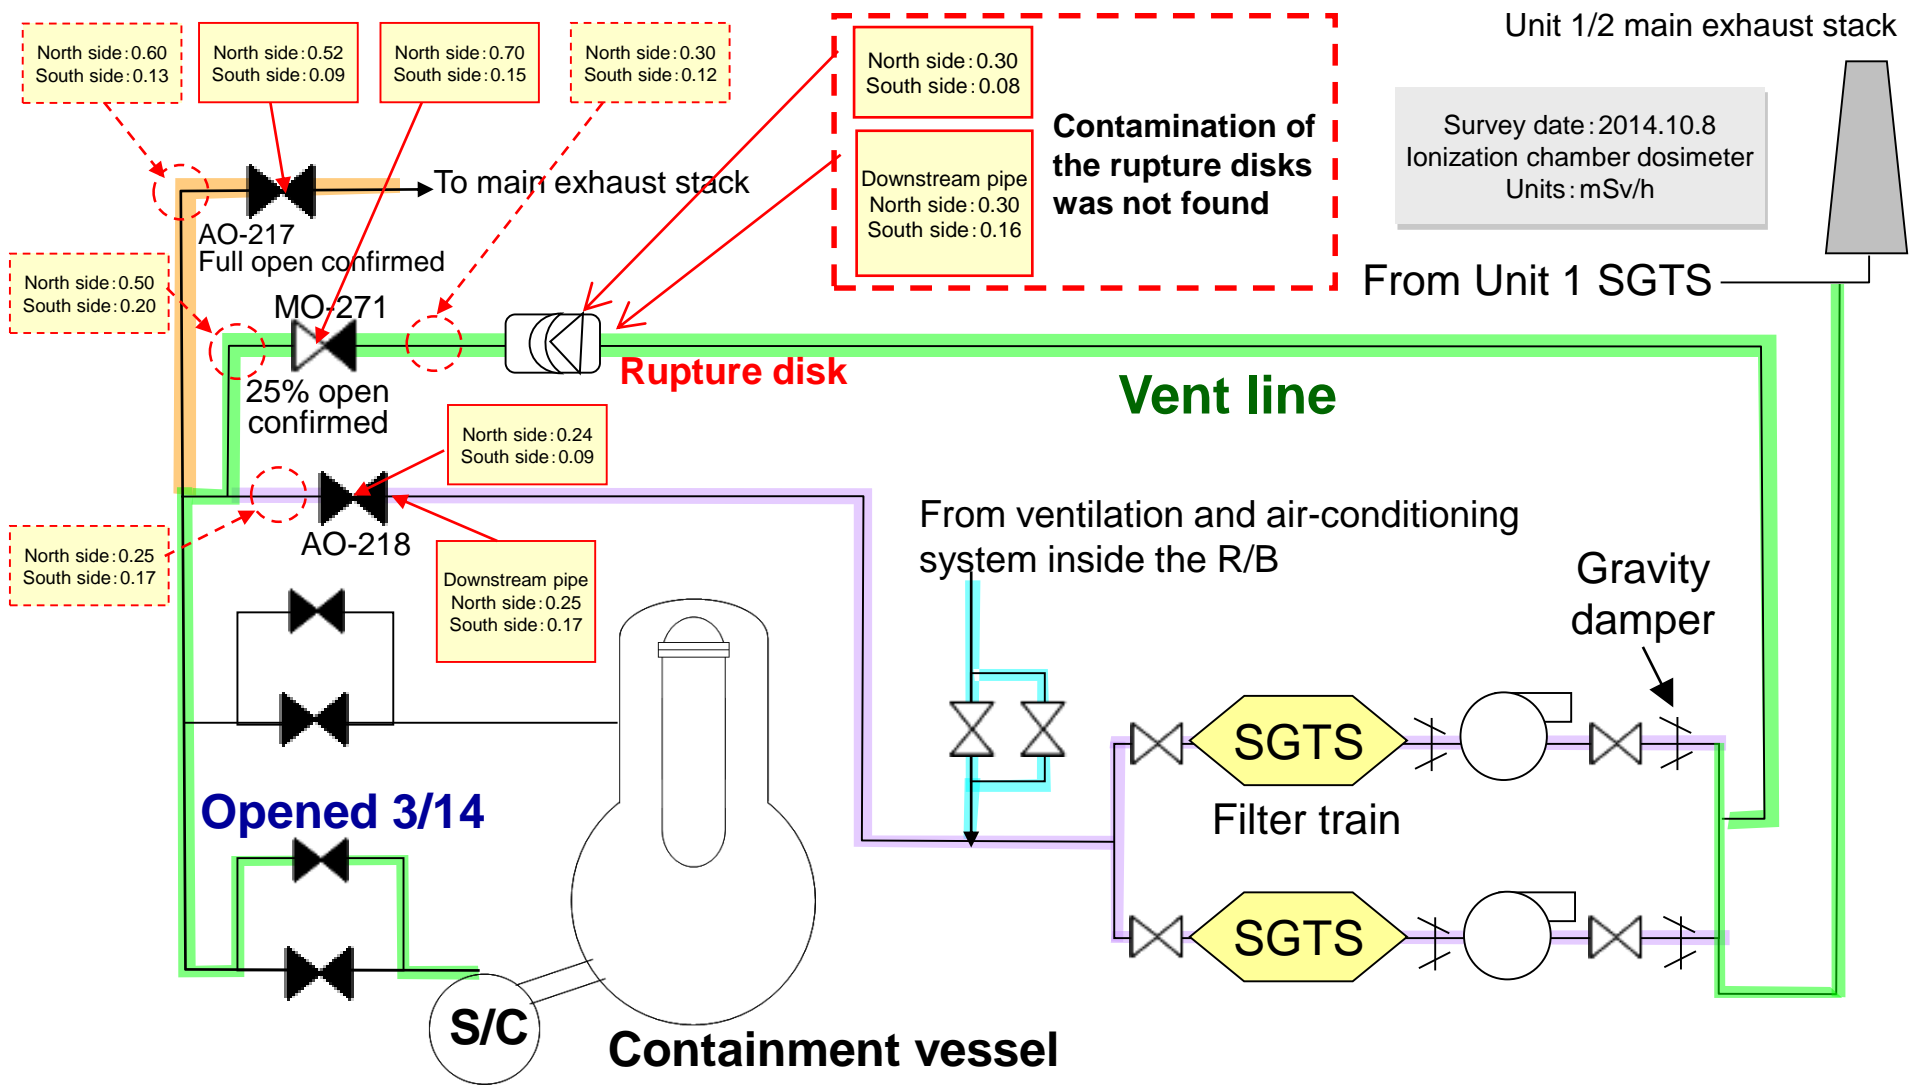 Unit 1/2 main exhaust stack
North side:0.60
South side:0.13
North side:0.52
South side:0.09
North side:0.70
South side:0.15
North side:0.30
South side:0.12
North side:0.30
South side:0.08
Downstream pipe
North side:0.30
South side:0.16
Contamination of
the rupture disks
was not found
Survey date:2014.10.8
Ionization chamber dosimeter
Units:mSv/h
To main exhaust stack
AO-217
Full open confirmed
North side:0.50
South side:0.20
MO-271
25% open
confirmed
Rupture disk
From Unit 1 SGTS
Vent line
North side:0.24
South side:0.09
North side:0.25
South side:0.17
AO-218
Downstream pipe
North side:0.25
South side:0.17
From ventilation and air-conditioning
system inside the R/B
Gravity
damper
SGTS
Filter train
SGTS
Opened 3/14
S/C
Containment vessel